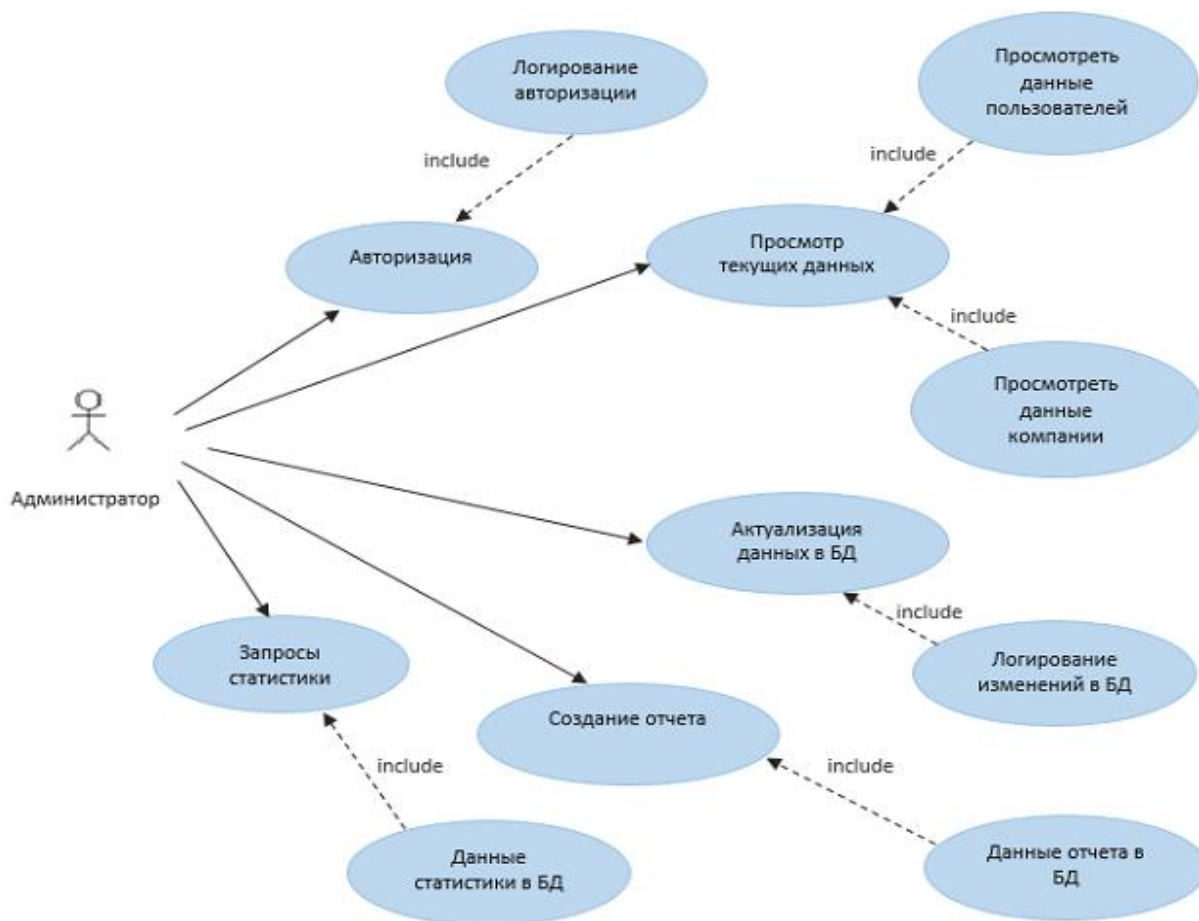 Логирование
авторизации
Просмотреть
данные
пользователей
include
include
Авторизация
Просмотр
текущих данных
include
Просмотреть
данные
компании
Администратор
Актуализация
данных в БД
include
Запросы
статистики
Логирование
изменений в БД
Создание отчета
include
include
Данные
статистики в БД
Данные отчета в
БД